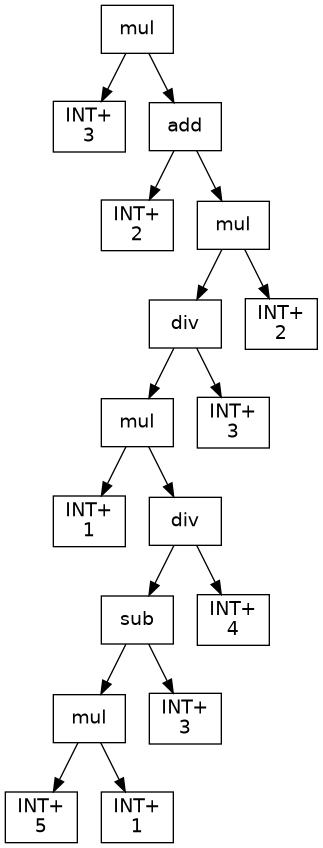 mul
INT+
3
add
INT+
2
mul
div
INT+
2
mul
INT+
3
INT+
1
div
sub
INT+
4
mul
INT+
3
INT+
5
INT+
1